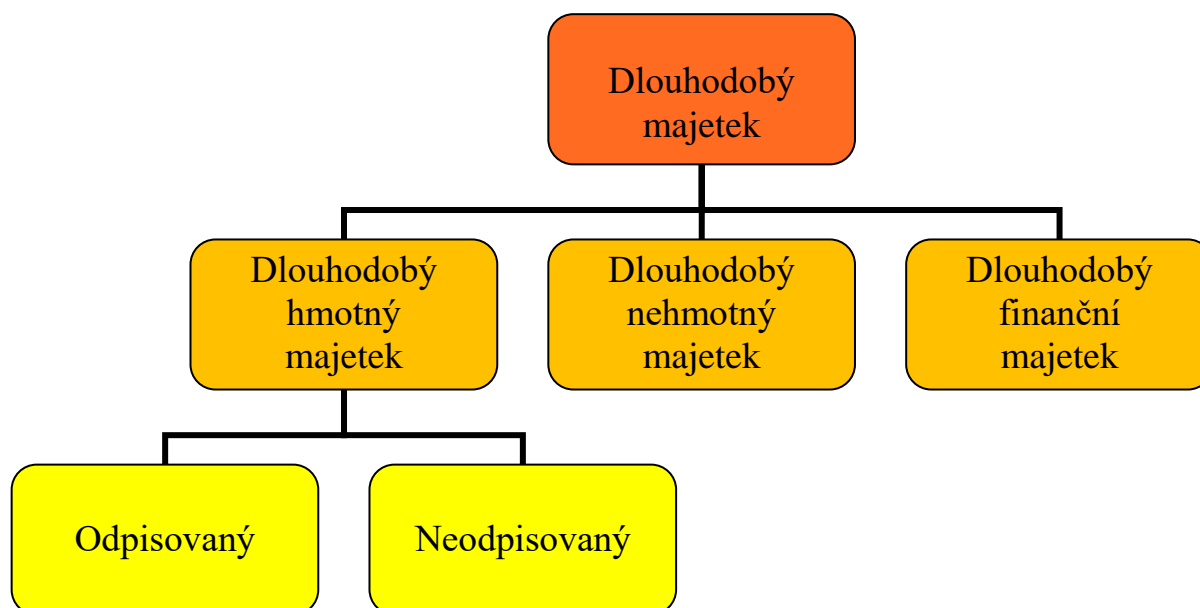 Dlouhodobý
majetek
Dlouhodobý
hmotný
majetek
Dlouhodobý
nehmotný
majetek
Dlouhodobý
finanční
majetek
Odpisovaný
Neodpisovaný